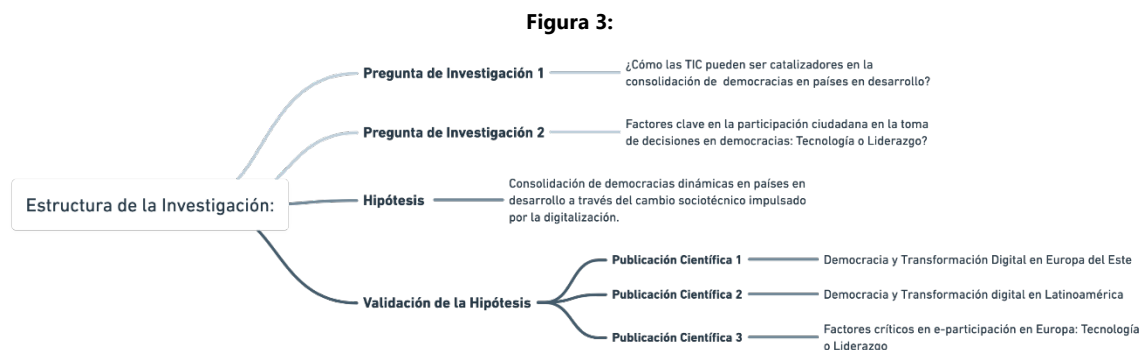 Figura 3:
Estructura de la Investigación:
Pregunta de Investigación 1
¿Cómo las TIC pueden ser catalizadores en la
consolidación de democracias en países en desarrollo?
Pregunta de Investigación 2
Factores clave en la participación ciudadana en la toma
de decisiones en democracias: Tecnología o Liderazgo?
Hipótesis
Consolidación de democracias dinámicas en países en
desarrollo a través del cambio sociotécnico impulsado
por la digitalización.
Validación de la Hipótesis
Publicación Científica 1
Democracia y Transformación Digital en Europa del Este
Publicación Científica 2
Democracia y Transformación digital en Latinoamérica
Publicación Científica 3
Factores críticos en e-participación en Europa: Tecnología
o Liderazgo